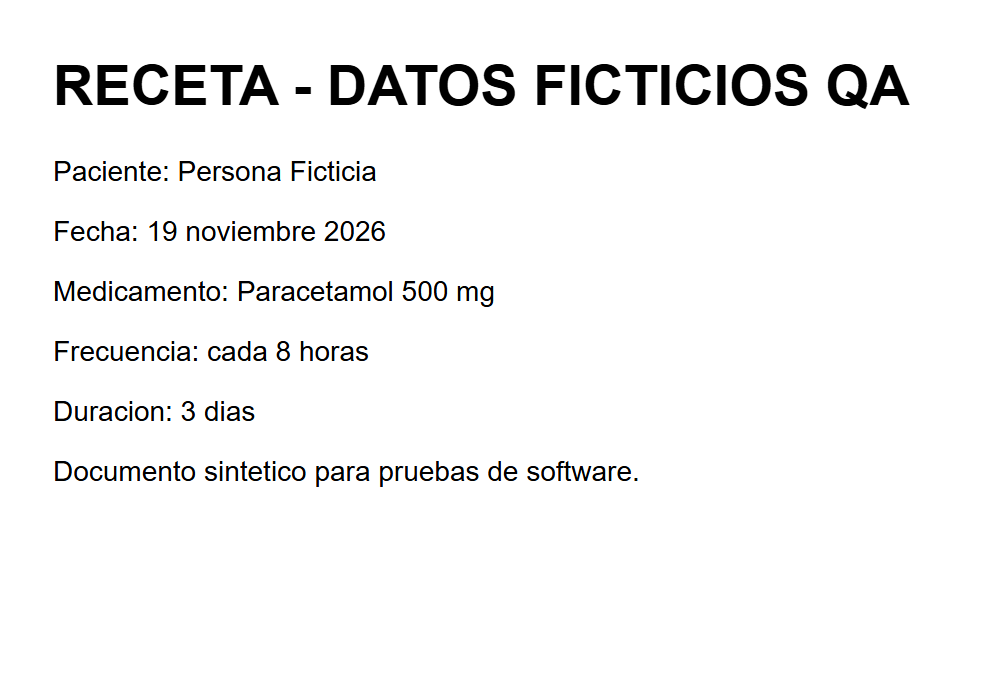 RECETA - DATOS FICTICIOS QA
Paciente: Persona Ficticia
Fecha: 19 noviembre 2026
Medicamento: Paracetamol 500 mg
Frecuencia: cada 8 horas
Duracion: 3 dias
Documento sintetico para pruebas de software.